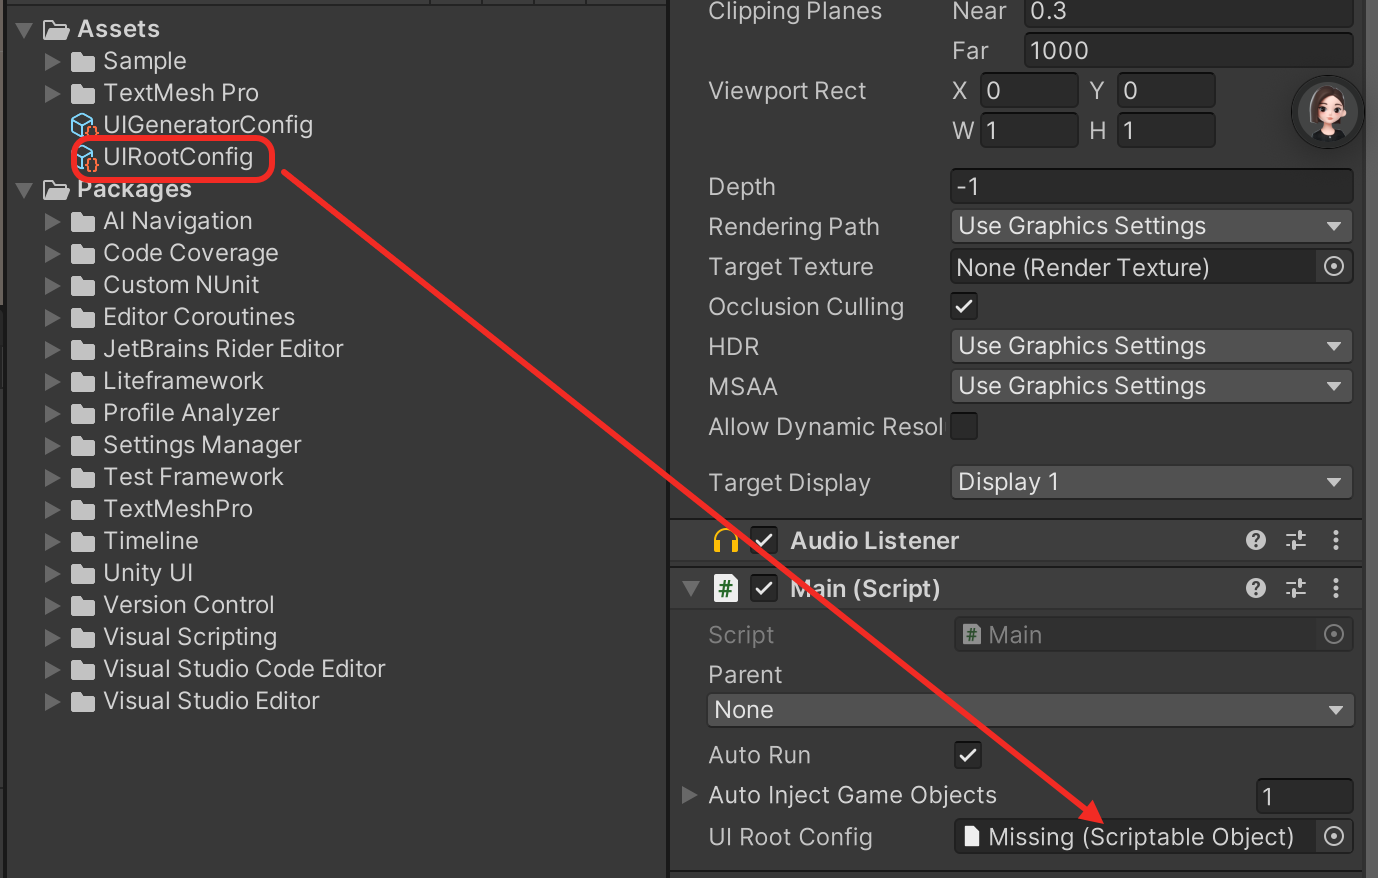 Assets
Sample
TextMesh Pro
UIGeneratorConfig
UIRootConfig
Packages
AI Navigation
Code Coverage
Custom NUnit
Editor Coroutines
JetBrains Rider Editor
Liteframework
Profile Analyzer
Settings Manager
Test Framework
TextMeshPro
Timeline
Unity UI
Version Control
Visual Scripting
Visual Studio Code Editor
Visual Studio Editor
Clipping Planes Near 0.3
Far 1000
Viewport Rect X 0 Y 0
W 1 H 1
Depth -1
Rendering Path Use Graphics Settings
Target Texture None (Render Texture)
Occlusion Culling
HDR Use Graphics Settings
MSAA Use Graphics Settings
Allow Dynamic Resol
Target Display Display 1
Audio Listener
# Main (Script)
Script # Main
Parent
None
Auto Run
Auto Inject Game Objects 1
UI Root Config Missing (Scriptable Object)